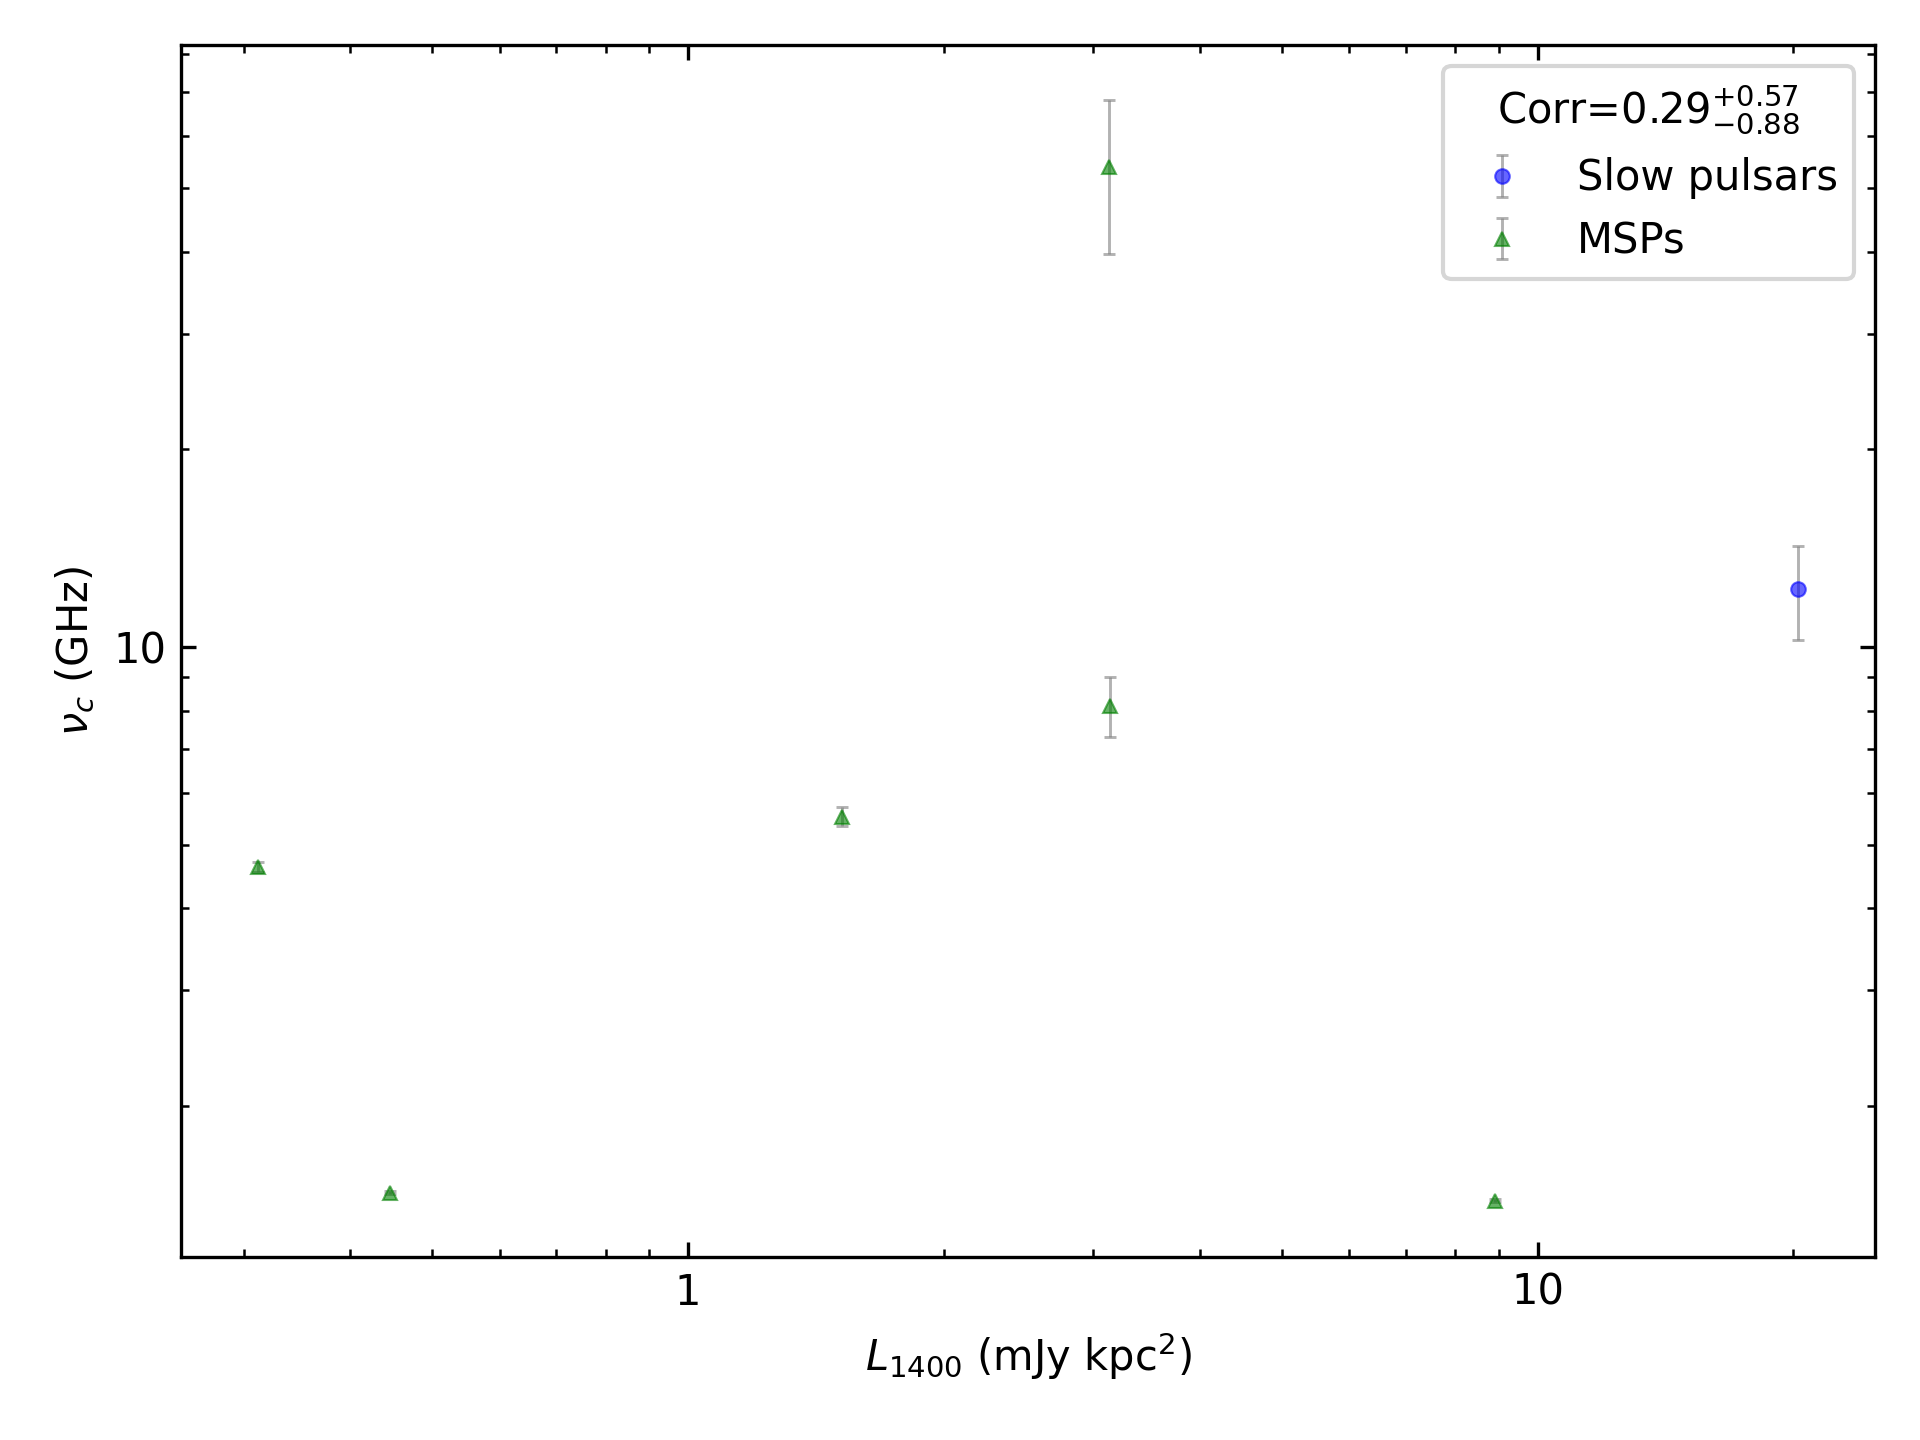 Corr=0.29$^{+0.57}_{-0.88}$
Slow pulsars
MSPs
ν$_c$ (GHz)
10
1
10
L$_{1400}$ (mJy kpc$^2$)